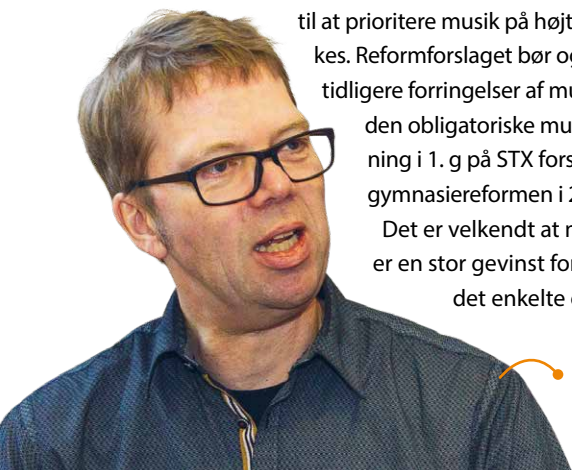 til at prioritere musik på højt
kes. Reformforslaget bør og
tidligere forringelser af mu
den obligatoriske mu
ning i 1. g på STX fors
gymnasiereformen i 2
Det er velkendt at m
er en stor gevinst for
det enkelte e